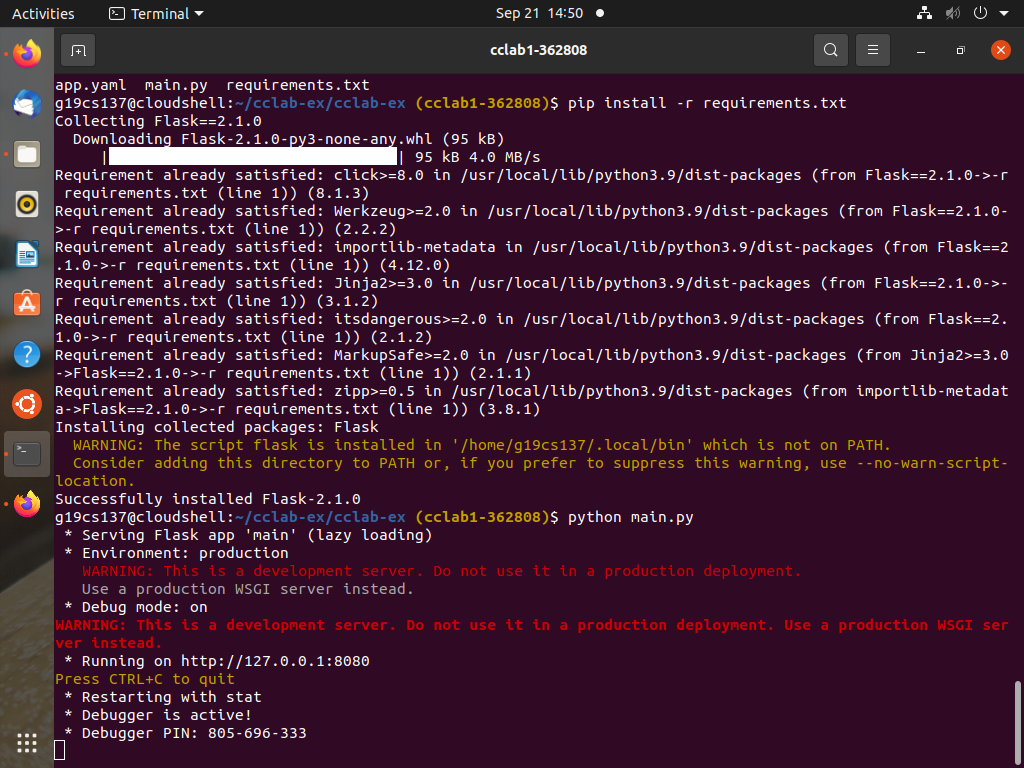 Activities Terminal Sep 21 14:50
cclab1-362808
app.yaml main.py requirements.txt
g19cs137@cloudshell:~/cclab-ex/cclab-ex (cclab1-362808)$ pip install -r requirements.txt
Collecting Flask==2.1.0
Downloading Flask-2.1.0-py3-none-any.whl (95 kB)
| | 95 kB 4.0 MB/s
Requirement already satisfied: click>=8.0 in /usr/local/lib/python3.9/dist-packages (from Flask==2.1.0->-r
requirements.txt (line 1)) (8.1.3)
Requirement already satisfied: Werkzeug>=2.0 in /usr/local/lib/python3.9/dist-packages (from Flask==2.1.0-
>-r requirements.txt (line 1)) (2.2.2)
Requirement already satisfied: importlib-metadata in /usr/local/lib/python3.9/dist-packages (from Flask==2
.1.0->-r requirements.txt (line 1)) (4.12.0)
Requirement already satisfied: Jinja2>=3.0 in /usr/local/lib/python3.9/dist-packages (from Flask==2.1.0->-
r requirements.txt (line 1)) (3.1.2)
Requirement already satisfied: itsdangerous>=2.0 in /usr/local/lib/python3.9/dist-packages (from Flask==2.
1.0->-r requirements.txt (line 1)) (2.1.2)
Requirement already satisfied: MarkupSafe>=2.0 in /usr/local/lib/python3.9/dist-packages (from Jinja2>=3.0
->Flask==2.1.0->-r requirements.txt (line 1)) (2.1.1)
Requirement already satisfied: zipp>=0.5 in /usr/local/lib/python3.9/dist-packages (from importlib-metadat
a->Flask==2.1.0->-r requirements.txt (line 1)) (3.8.1)
Installing collected packages: Flask
WARNING: The script flask is installed in '/home/g19cs137/.local/bin' which is not on PATH.
Consider adding this directory to PATH or, if you prefer to suppress this warning, use --no-warn-script-
location.
Successfully installed Flask-2.1.0
g19cs137@cloudshell:~/cclab-ex/cclab-ex (cclab1-362808)$ python main.py
* Serving Flask app 'main' (lazy loading)
* Environment: production
WARNING: This is a development server. Do not use it in a production deployment.
Use a production WSGI server instead.
* Debug mode: on
WARNING: This is a development server. Do not use it in a production deployment. Use a production WSGI ser
ver instead.
* Running on http://127.0.0.1:8080
Press CTRL+C to quit
* Restarting with stat
* Debugger is active!
* Debugger PIN: 805-696-333